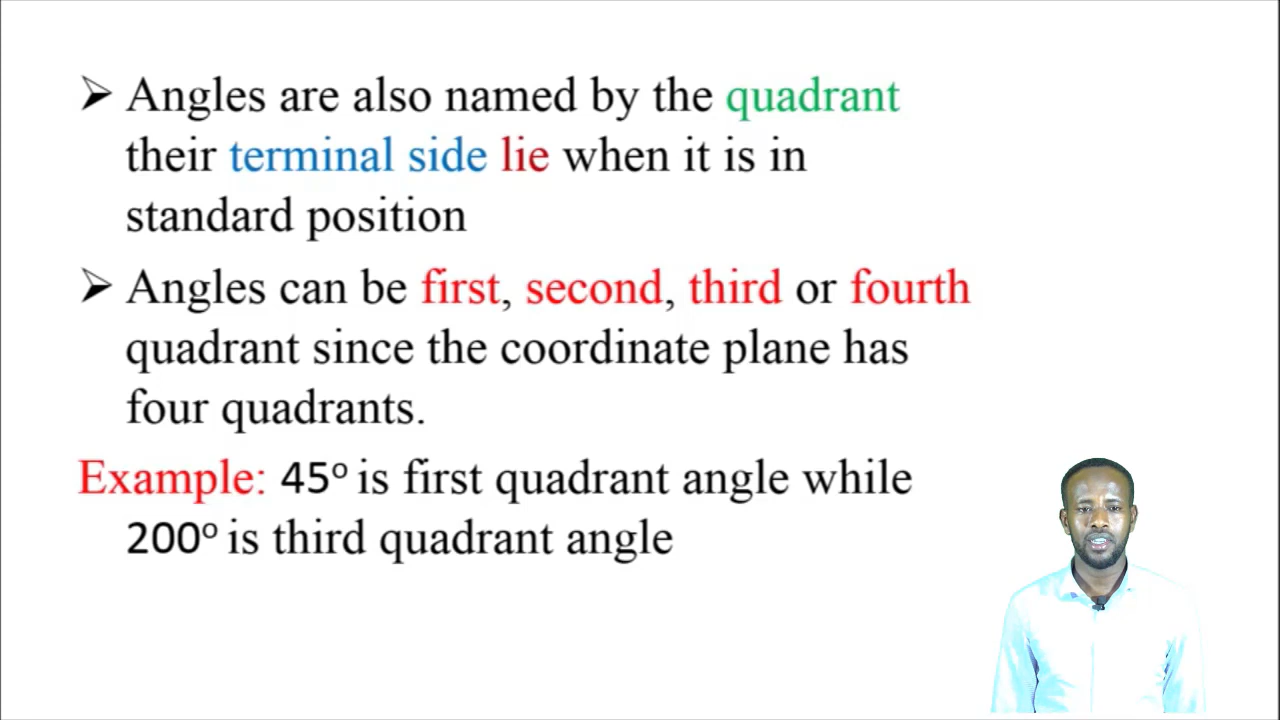 ➢ Angles are also named by the quadrant
their terminal side lie when it is in
standard position
➢ Angles can be first, second, third or fourth
quadrant since the coordinate plane has
four quadrants.
Example: 45º is first quadrant angle while
200º is third quadrant angle